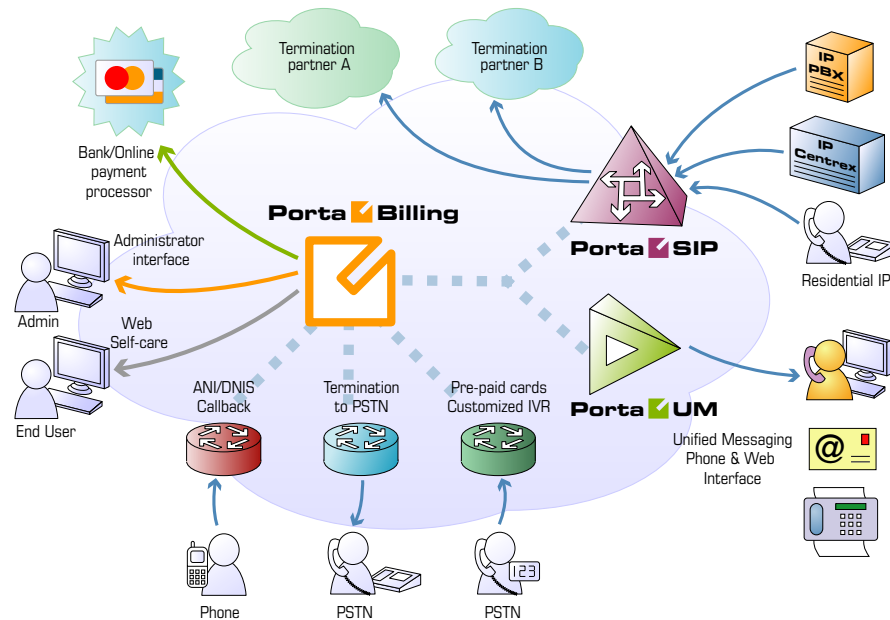 Termination
partner A
Termination
partner B
IP
PBX
IP
Centrex
Residential IP
Bank/Online
payment
processor
Porta Billing
Porta SIP
Administrator
interface
Admin
Web
Self-care
End User
ANI/DNIS
Callback
Termination
to PSTN
Pre-paid cards
Customized IVR
Porta UM
Unified Messaging
Phone & Web
Interface
@
123
Phone
PSTN
PSTN